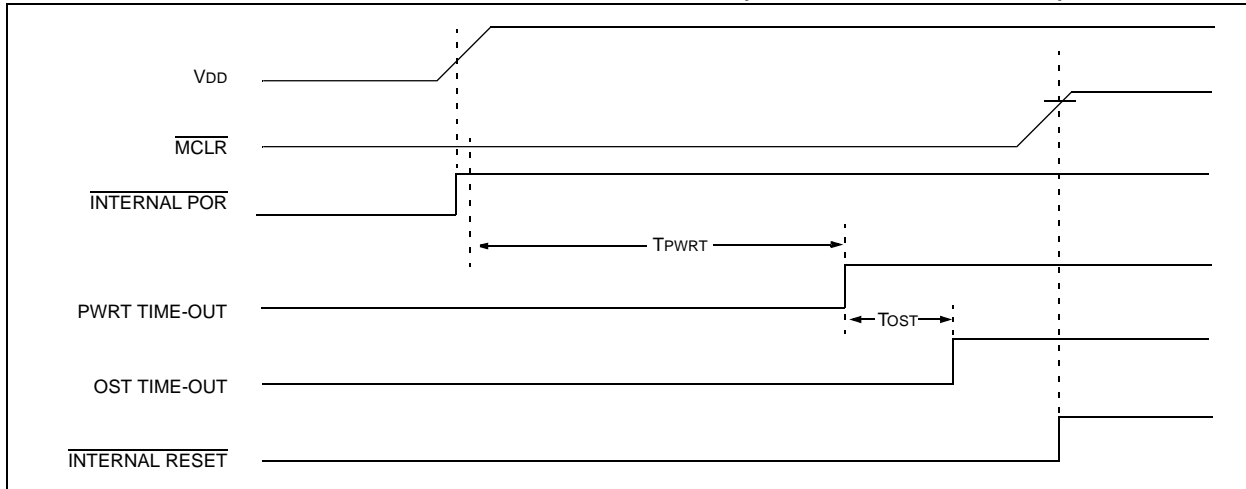 VDD
MCLR
INTERNAL POR
TPWRT
PWRT TIME-OUT
TOST
OST TIME-OUT
INTERNAL RESET